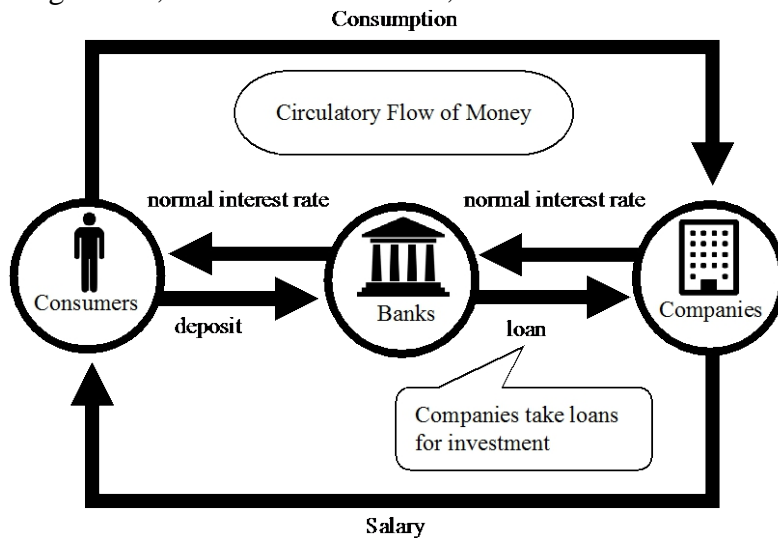 Consumption
Circulatory Flow of Money
normal interest rate
normal interest rate
Consumers
Banks
Companies
deposit
loan
Companies take loans
for investment
Salary